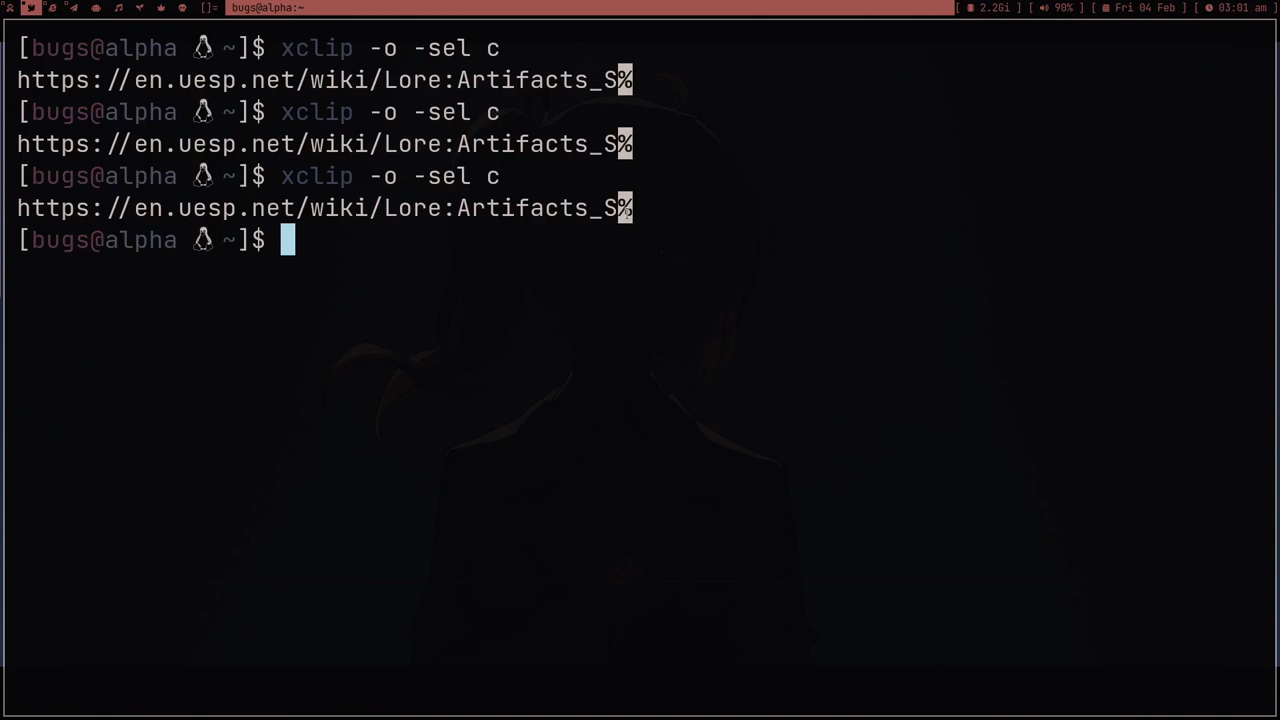 []= bugs@alpha:~ [ 2.2Gi ] [ 90% ] [ Fri 04 Feb ] [ 03:01 am ]
[bugs@alpha ~]$ xclip -o -sel c
https://en.uesp.net/wiki/Lore:Artifacts_S%
[bugs@alpha ~]$ xclip -o -sel c
https://en.uesp.net/wiki/Lore:Artifacts_S%
[bugs@alpha ~]$ xclip -o -sel c
https://en.uesp.net/wiki/Lore:Artifacts_S%
[bugs@alpha ~]$